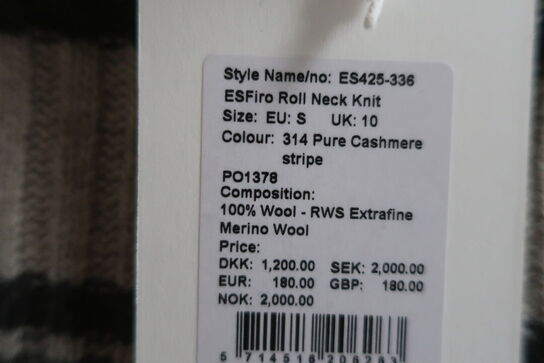 Style Name/no: ES425-336
ESFiro Roll Neck Knit
Size: EU: S UK: 10
Colour: 314 Pure Cashmere
stripe
PO1378
Composition:
100% Wool - RWS Extrafine
Merino Wool
Price:
DKK: 1,200.00 SEK: 2,000.00
EUR: 180.00 GBP: 180.00
NOK: 2,000.00